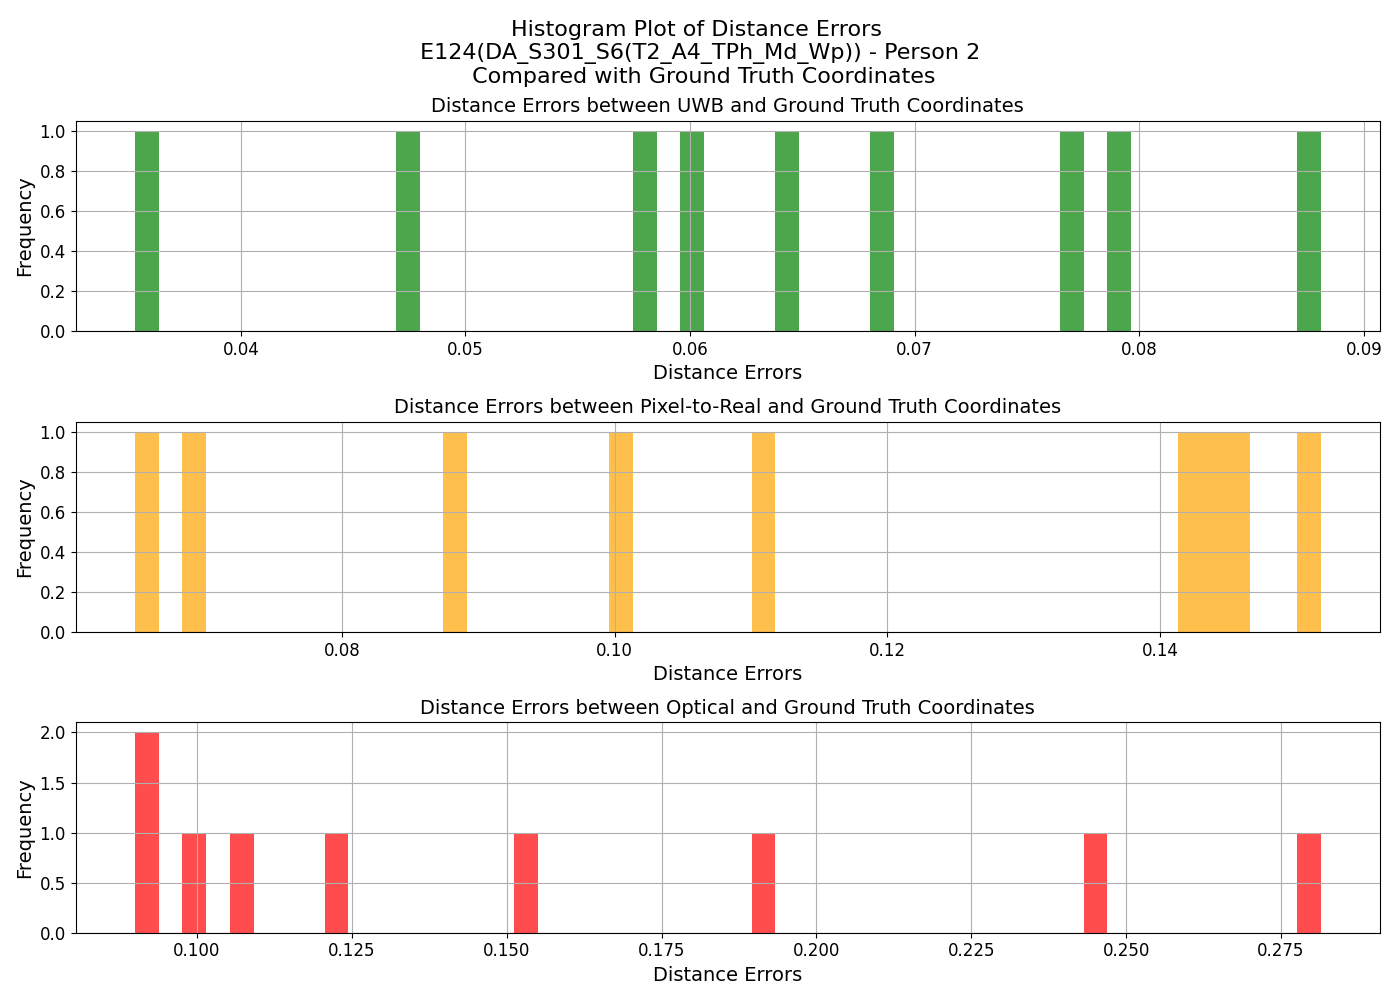 Histogram Plot of Distance Errors
E124(DA_S301_S6(T2_A4_TPh_Md_Wp)) - Person 2
Compared with Ground Truth Coordinates
Distance Errors between UWB and Ground Truth Coordinates
Frequency
1.0
0.8
0.6
0.4
0.2
0.0
0.04 0.05 0.06 0.07 0.08 0.09
Distance Errors
Distance Errors between Pixel-to-Real and Ground Truth Coordinates
Frequency
1.0
0.8
0.6
0.4
0.2
0.0
0.08 0.10 0.12 0.14
Distance Errors
Distance Errors between Optical and Ground Truth Coordinates
Frequency
2.0
1.5
1.0
0.5
0.0
0.100 0.125 0.150 0.175 0.200 0.225 0.250 0.275
Distance Errors